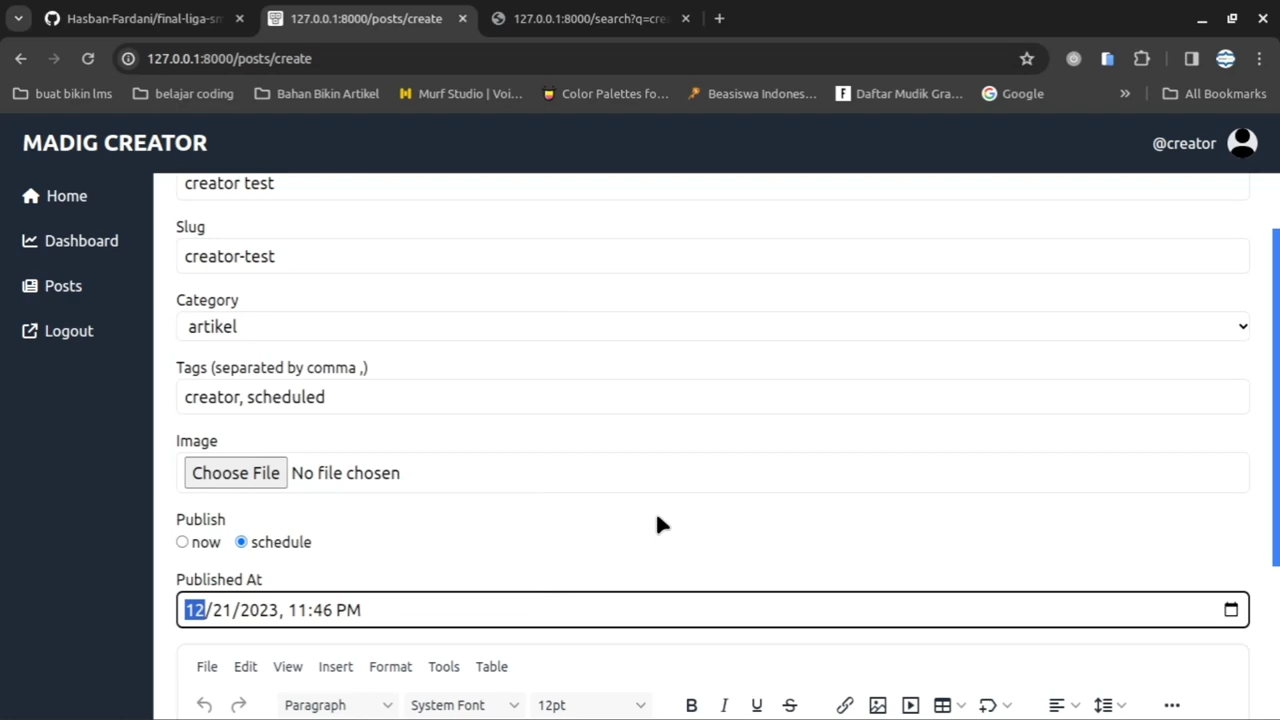 Hasban-Fardani/final-liga-sm
127.0.0.1:8000/posts/create
127.0.0.1:8000/search?q=cre
127.0.0.1:8000/posts/create
buat bikin lms
belajar coding
Bahan Bikin Artikel
Murf Studio | Voi...
Color Palettes fo...
Beasiswa Indones...
Daftar Mudik Gra...
Google
All Bookmarks
MADIG CREATOR
@creator
Home
Dashboard
Posts
Logout
creator test
Slug
creator-test
Category
artikel
Tags (separated by comma ,)
creator, scheduled
Image
Choose File No file chosen
Publish
now schedule
Published At
12/21/2023, 11:46 PM
File Edit View Insert Format Tools Table
Paragraph System Font 12pt B I U S